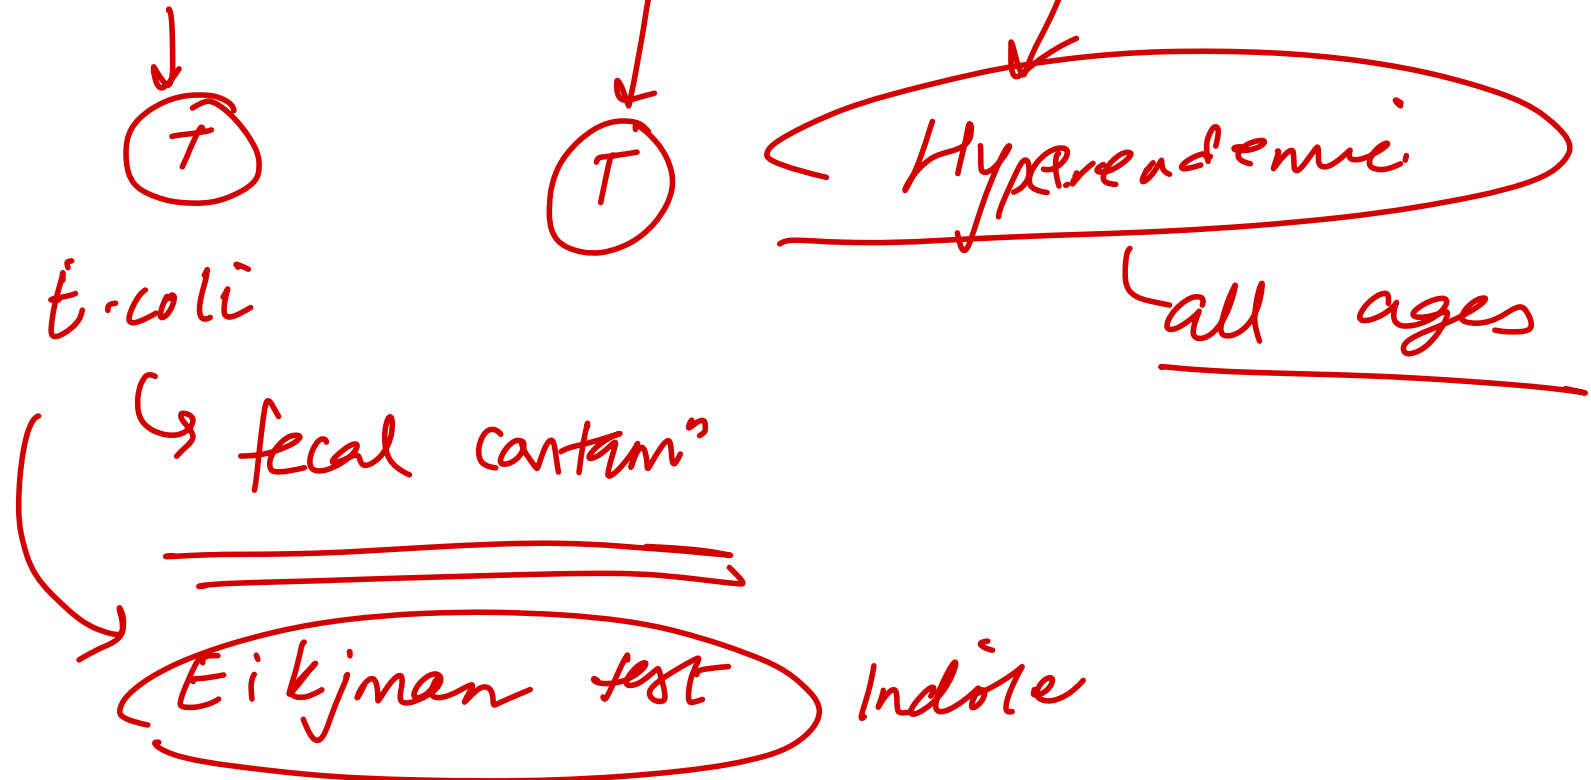 T T Hyperendemic
E. coli
all ages
fecal contamⁿ
Eikjman test Indole